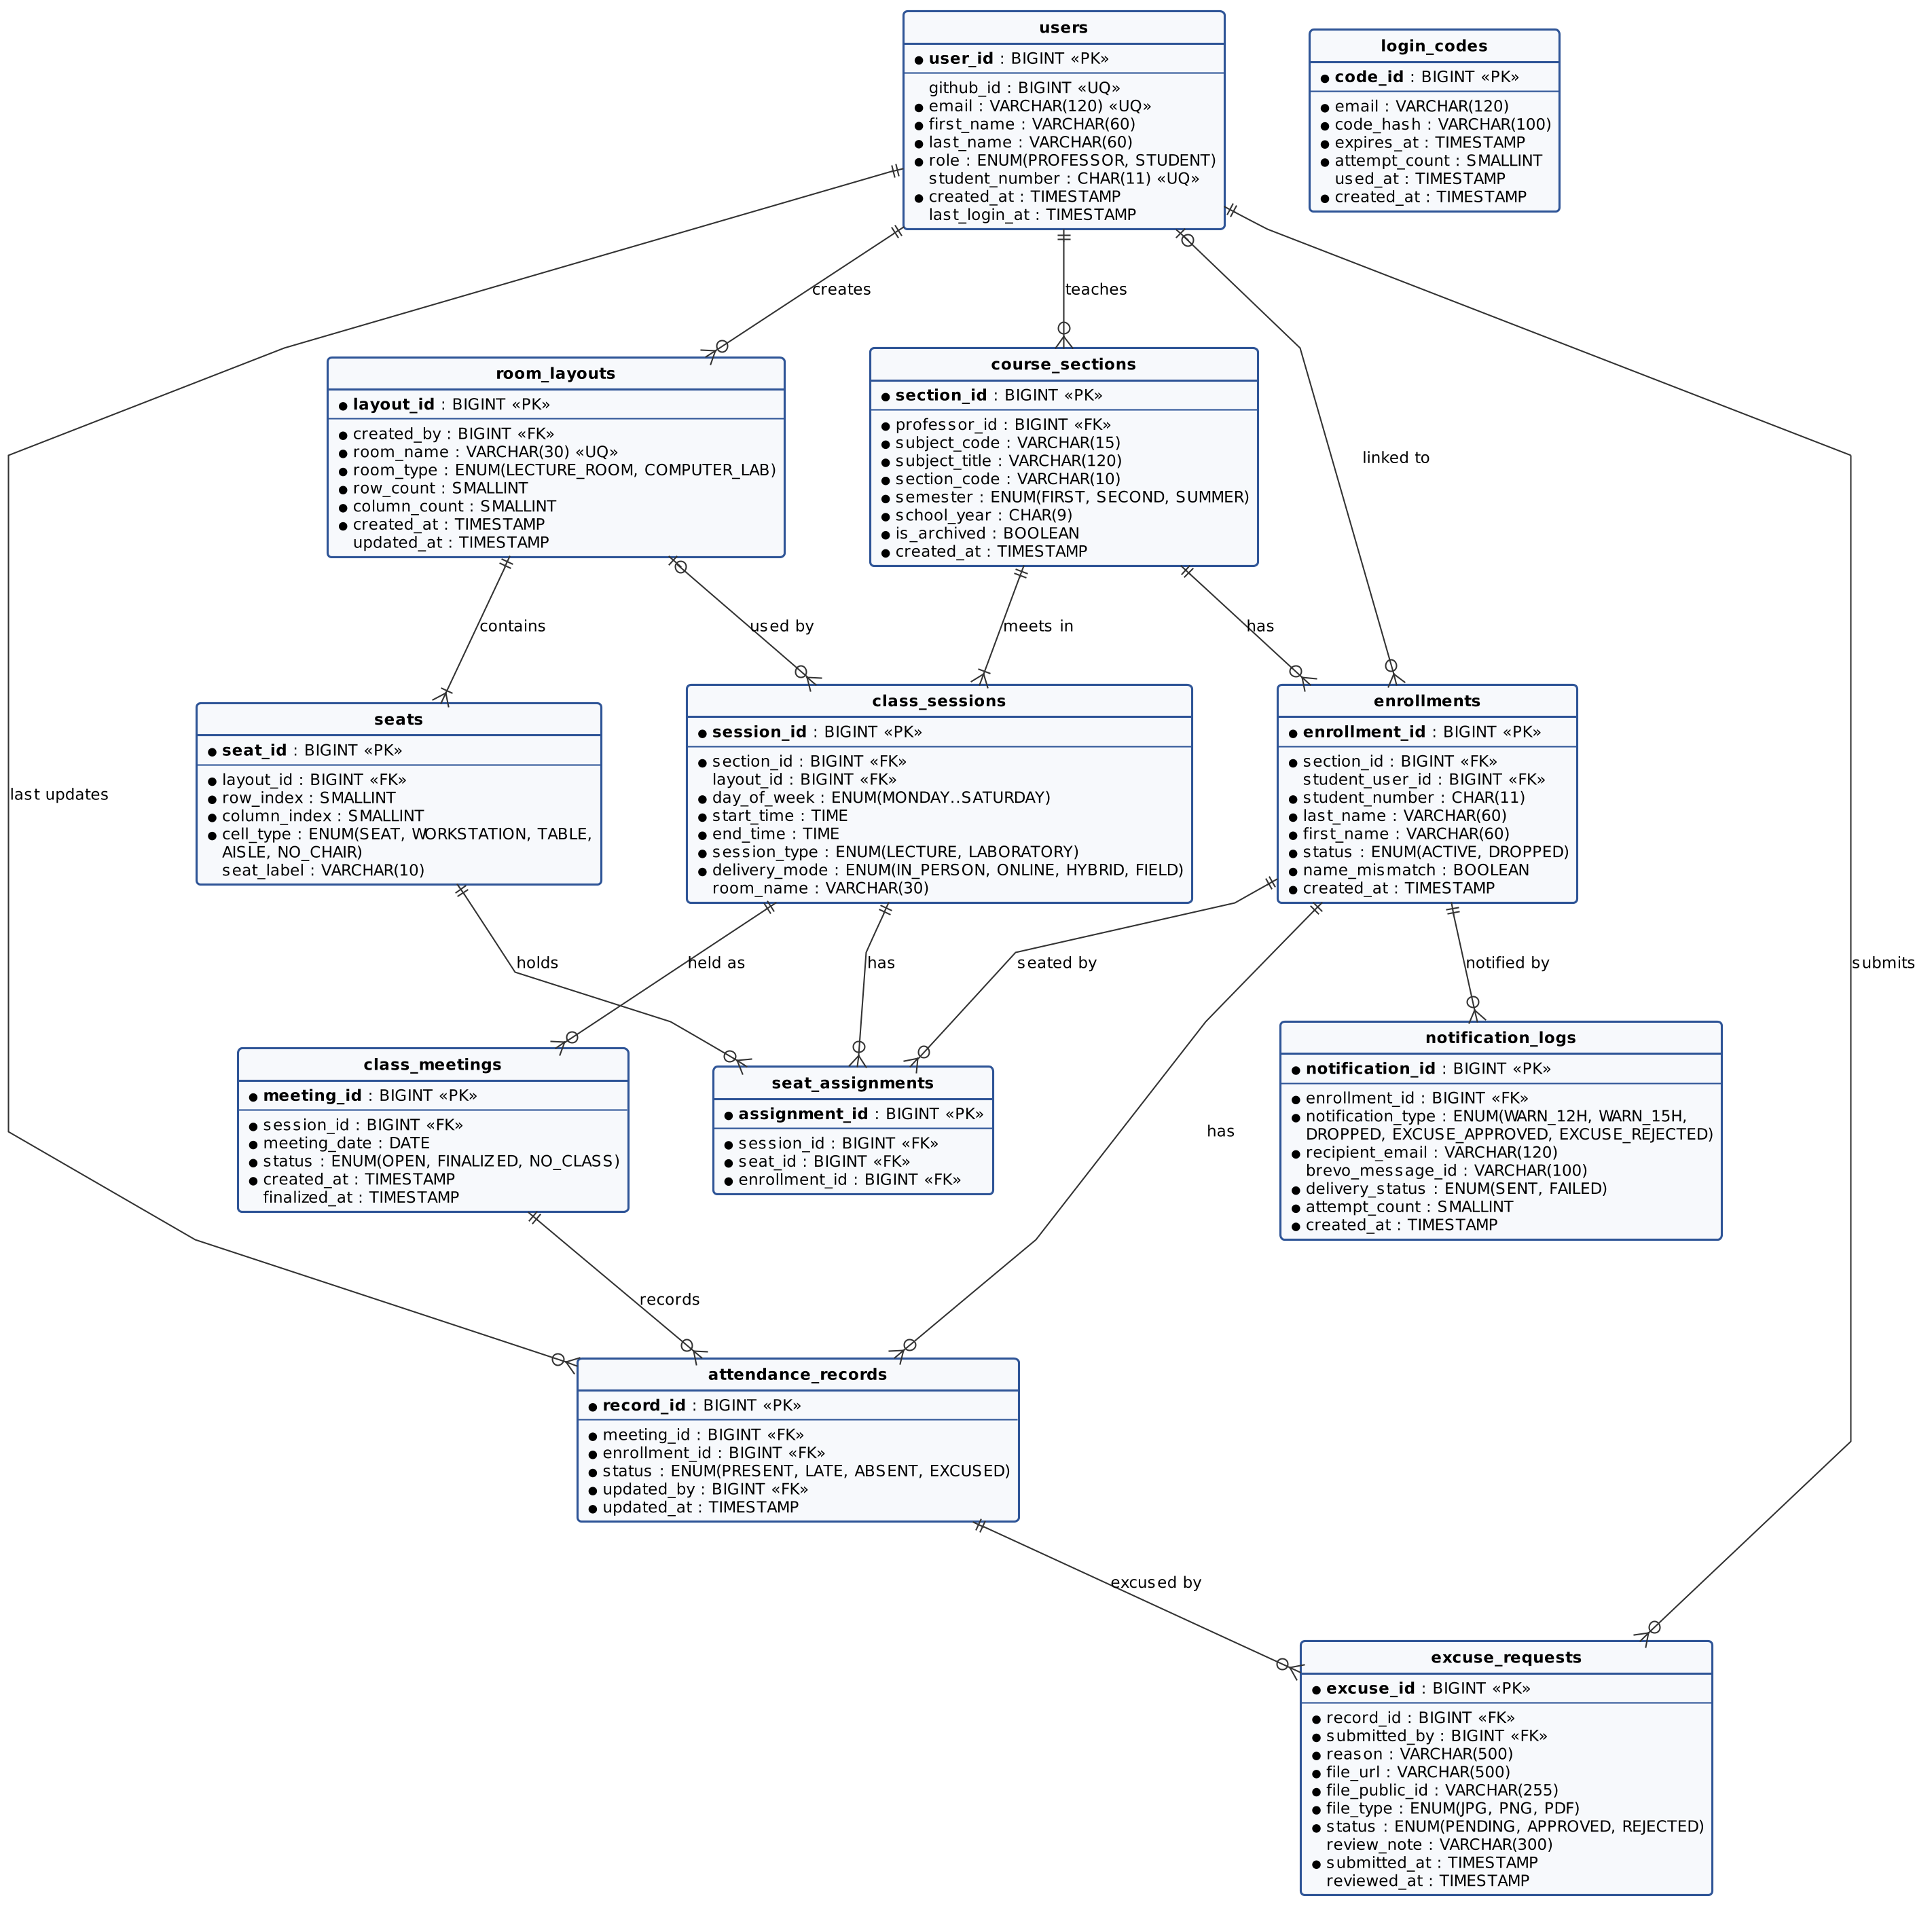 users
user_id : BIGINT «PK»
github_id : BIGINT «UQ»
email : VARCHAR(120) «UQ»
first_name : VARCHAR(60)
last_name : VARCHAR(60)
role : ENUM(PROFESSOR, STUDENT)
student_number : CHAR(11) «UQ»
created_at : TIMESTAMP
last_login_at : TIMESTAMP
login_codes
code_id : BIGINT «PK»
email : VARCHAR(120)
code_hash : VARCHAR(100)
expires_at : TIMESTAMP
attempt_count : SMALLINT
used_at : TIMESTAMP
created_at : TIMESTAMP
creates
teaches
linked to
room_layouts
layout_id : BIGINT «PK»
created_by : BIGINT «FK»
room_name : VARCHAR(30) «UQ»
room_type : ENUM(LECTURE_ROOM, COMPUTER_LAB)
row_count : SMALLINT
column_count : SMALLINT
created_at : TIMESTAMP
updated_at : TIMESTAMP
course_sections
section_id : BIGINT «PK»
professor_id : BIGINT «FK»
subject_code : VARCHAR(15)
subject_title : VARCHAR(120)
section_code : VARCHAR(10)
semester : ENUM(FIRST, SECOND, SUMMER)
school_year : CHAR(9)
is_archived : BOOLEAN
created_at : TIMESTAMP
contains
used by
meets in
has
last updates
seats
seat_id : BIGINT «PK»
layout_id : BIGINT «FK»
row_index : SMALLINT
column_index : SMALLINT
cell_type : ENUM(SEAT, WORKSTATION, TABLE,
AISLE, NO_CHAIR)
seat_label : VARCHAR(10)
class_sessions
session_id : BIGINT «PK»
section_id : BIGINT «FK»
layout_id : BIGINT «FK»
day_of_week : ENUM(MONDAY..SATURDAY)
start_time : TIME
end_time : TIME
session_type : ENUM(LECTURE, LABORATORY)
delivery_mode : ENUM(IN_PERSON, ONLINE, HYBRID, FIELD)
room_name : VARCHAR(30)
enrollments
enrollment_id : BIGINT «PK»
section_id : BIGINT «FK»
student_user_id : BIGINT «FK»
student_number : CHAR(11)
last_name : VARCHAR(60)
first_name : VARCHAR(60)
status : ENUM(ACTIVE, DROPPED)
name_mismatch : BOOLEAN
created_at : TIMESTAMP
holds
held as
has
seated by
notified by
submits
class_meetings
meeting_id : BIGINT «PK»
session_id : BIGINT «FK»
meeting_date : DATE
status : ENUM(OPEN, FINALIZED, NO_CLASS)
created_at : TIMESTAMP
finalized_at : TIMESTAMP
seat_assignments
assignment_id : BIGINT «PK»
session_id : BIGINT «FK»
seat_id : BIGINT «FK»
enrollment_id : BIGINT «FK»
has
notification_logs
notification_id : BIGINT «PK»
enrollment_id : BIGINT «FK»
notification_type : ENUM(WARN_12H, WARN_15H,
DROPPED, EXCUSE_APPROVED, EXCUSE_REJECTED)
recipient_email : VARCHAR(120)
brevo_message_id : VARCHAR(100)
delivery_status : ENUM(SENT, FAILED)
attempt_count : SMALLINT
created_at : TIMESTAMP
records
attendance_records
record_id : BIGINT «PK»
meeting_id : BIGINT «FK»
enrollment_id : BIGINT «FK»
status : ENUM(PRESENT, LATE, ABSENT, EXCUSED)
updated_by : BIGINT «FK»
updated_at : TIMESTAMP
excused by
excuse_requests
excuse_id : BIGINT «PK»
record_id : BIGINT «FK»
submitted_by : BIGINT «FK»
reason : VARCHAR(500)
file_url : VARCHAR(500)
file_public_id : VARCHAR(255)
file_type : ENUM(JPG, PNG, PDF)
status : ENUM(PENDING, APPROVED, REJECTED)
review_note : VARCHAR(300)
submitted_at : TIMESTAMP
reviewed_at : TIMESTAMP